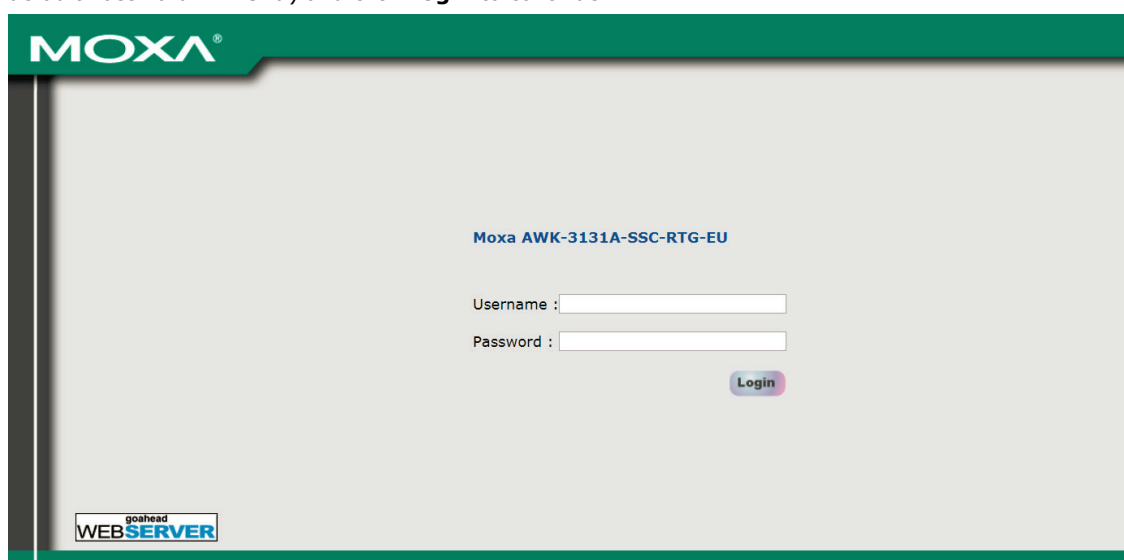 MOXA®
Moxa AWK-3131A-SSC-RTG-EU
Username :
Password :
Login
goahead
WEBSERVER